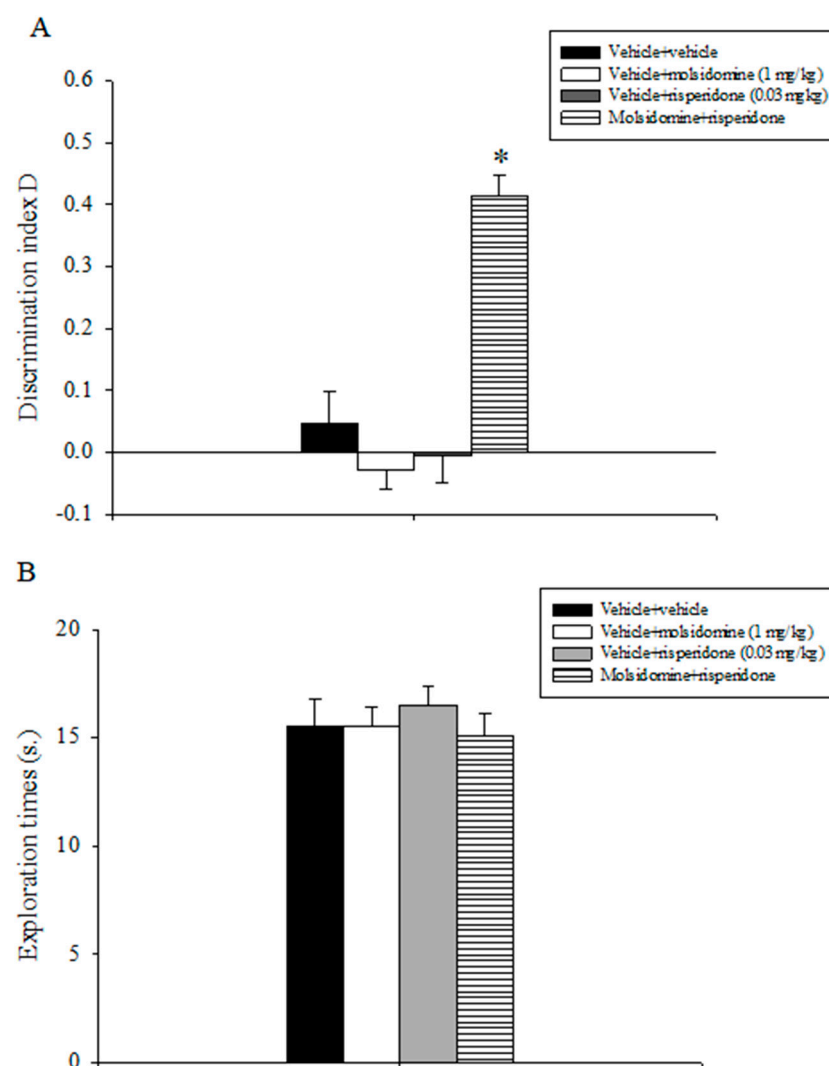 A
Vehicle+vehicle
Vehicle+molsidomine (1 mg/kg)
Vehicle+risperidone (0.03 mgkg)
Molsidomine+risperidone
0.6
0.5
0.4
0.3
0.2
0.1
0.0
-0.1
Discrimination index D
*
B
Vehicle+vehicle
Vehicle+molsidomine (1 mg/kg)
Vehicle+risperidone (0.03 mg/kg)
Molsidomine+risperidone
20
15
10
5
0
Exploration times (s.)